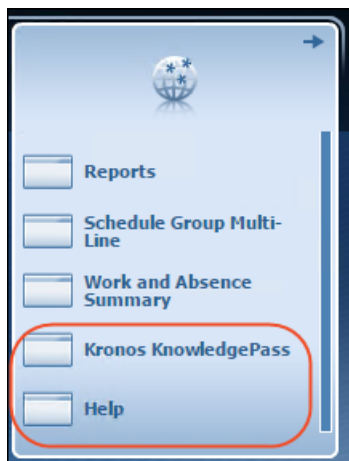 Reports
Schedule Group Multi-
Line
Work and Absence
Summary
Kronos KnowledgePass
Help